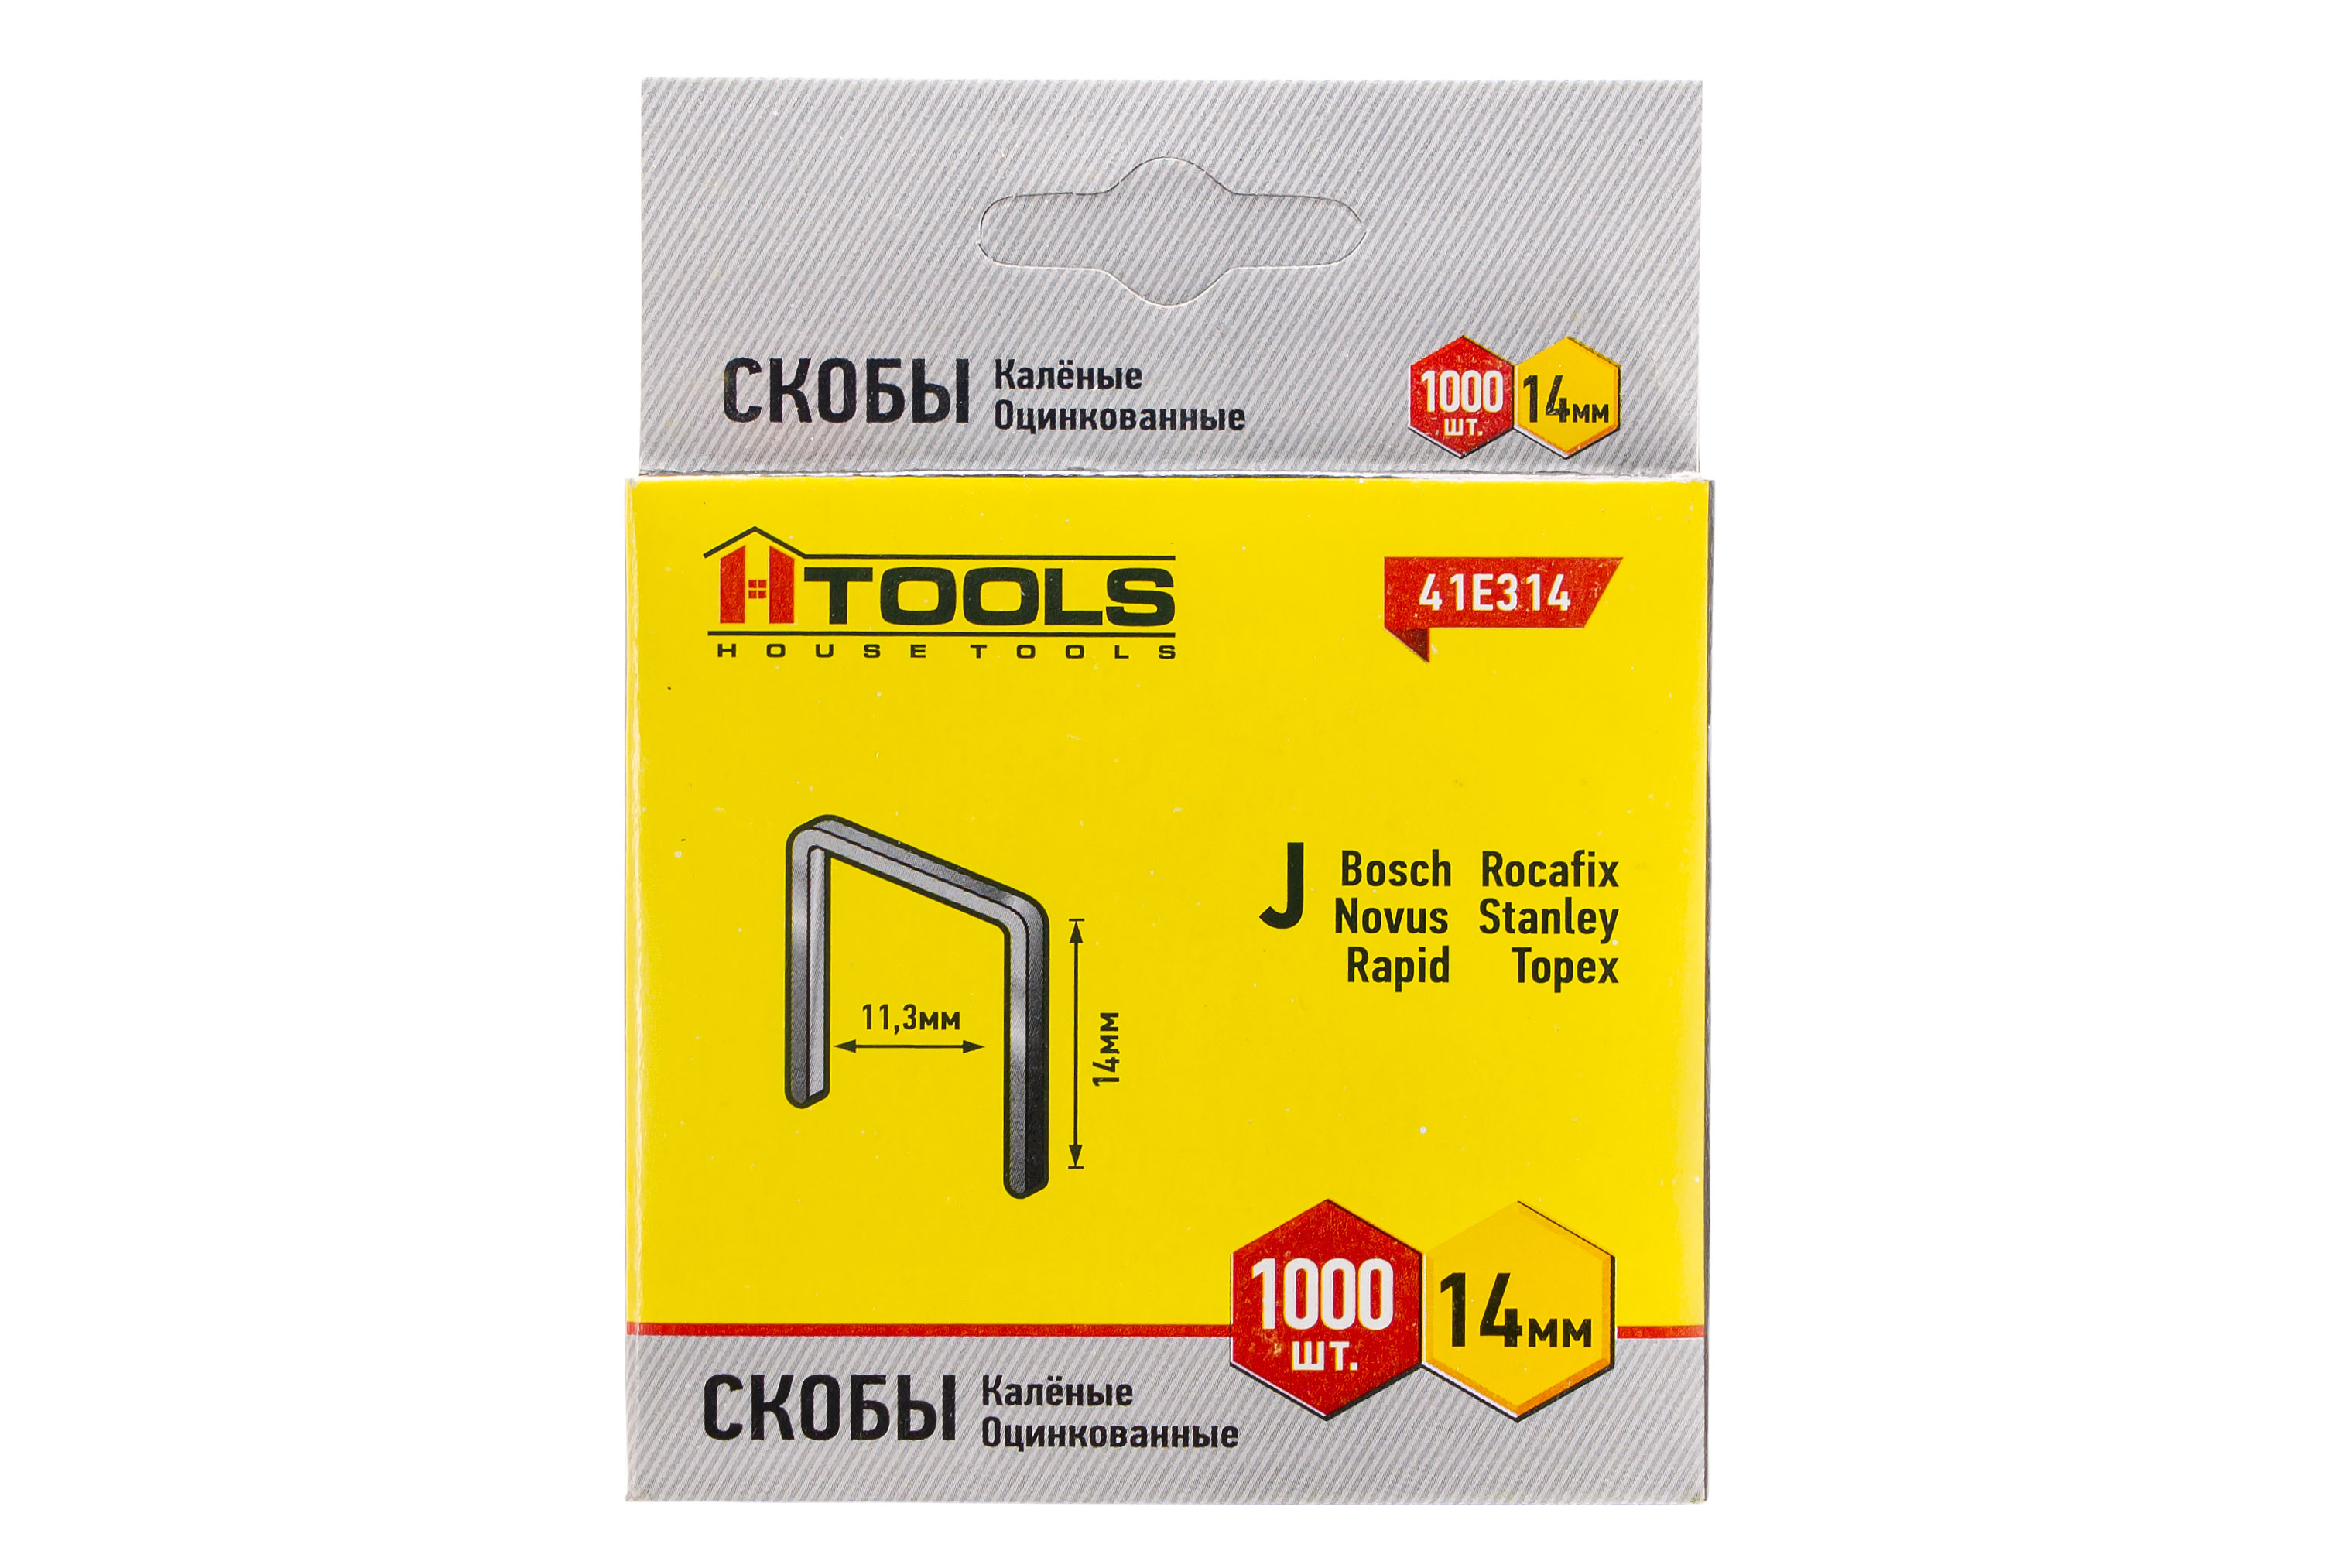 СКОБЫ Калёные
Оцинкованные
1000 шт.
14мм
HTOOLS
HOUSE TOOLS
41E314
J Bosch Rocafix
Novus Stanley
Rapid Topex
11,3мм
14мм
1000 шт.
14мм
СКОБЫ Калёные
Оцинкованные